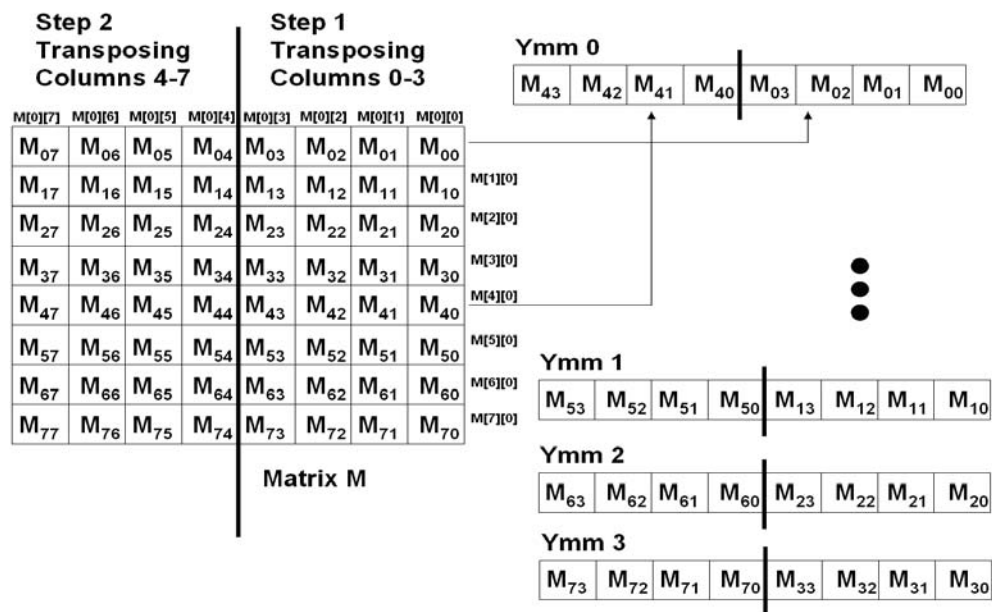 Step 2
Transposing
Columns 4-7
Step 1
Transposing
Columns 0-3
M[0][7] M[0][6] M[0][5] M[0][4] M[0][3] M[0][2] M[0][1] M[0][0]
M07 M06 M05 M04 M03 M02 M01 M00
M17 M16 M15 M14 M13 M12 M11 M10 M[1][0]
M27 M26 M25 M24 M23 M22 M21 M20 M[2][0]
M37 M36 M35 M34 M33 M32 M31 M30 M[3][0]
M47 M46 M45 M44 M43 M42 M41 M40 M[4][0]
M57 M56 M55 M54 M53 M52 M51 M50 M[5][0]
M67 M66 M65 M64 M63 M62 M61 M60 M[6][0]
M77 M76 M75 M74 M73 M72 M71 M70 M[7][0]
Matrix M
Ymm 0
M43 M42 M41 M40 M03 M02 M01 M00
Ymm 1
M53 M52 M51 M50 M13 M12 M11 M10
Ymm 2
M63 M62 M61 M60 M23 M22 M21 M20
Ymm 3
M73 M72 M71 M70 M33 M32 M31 M30